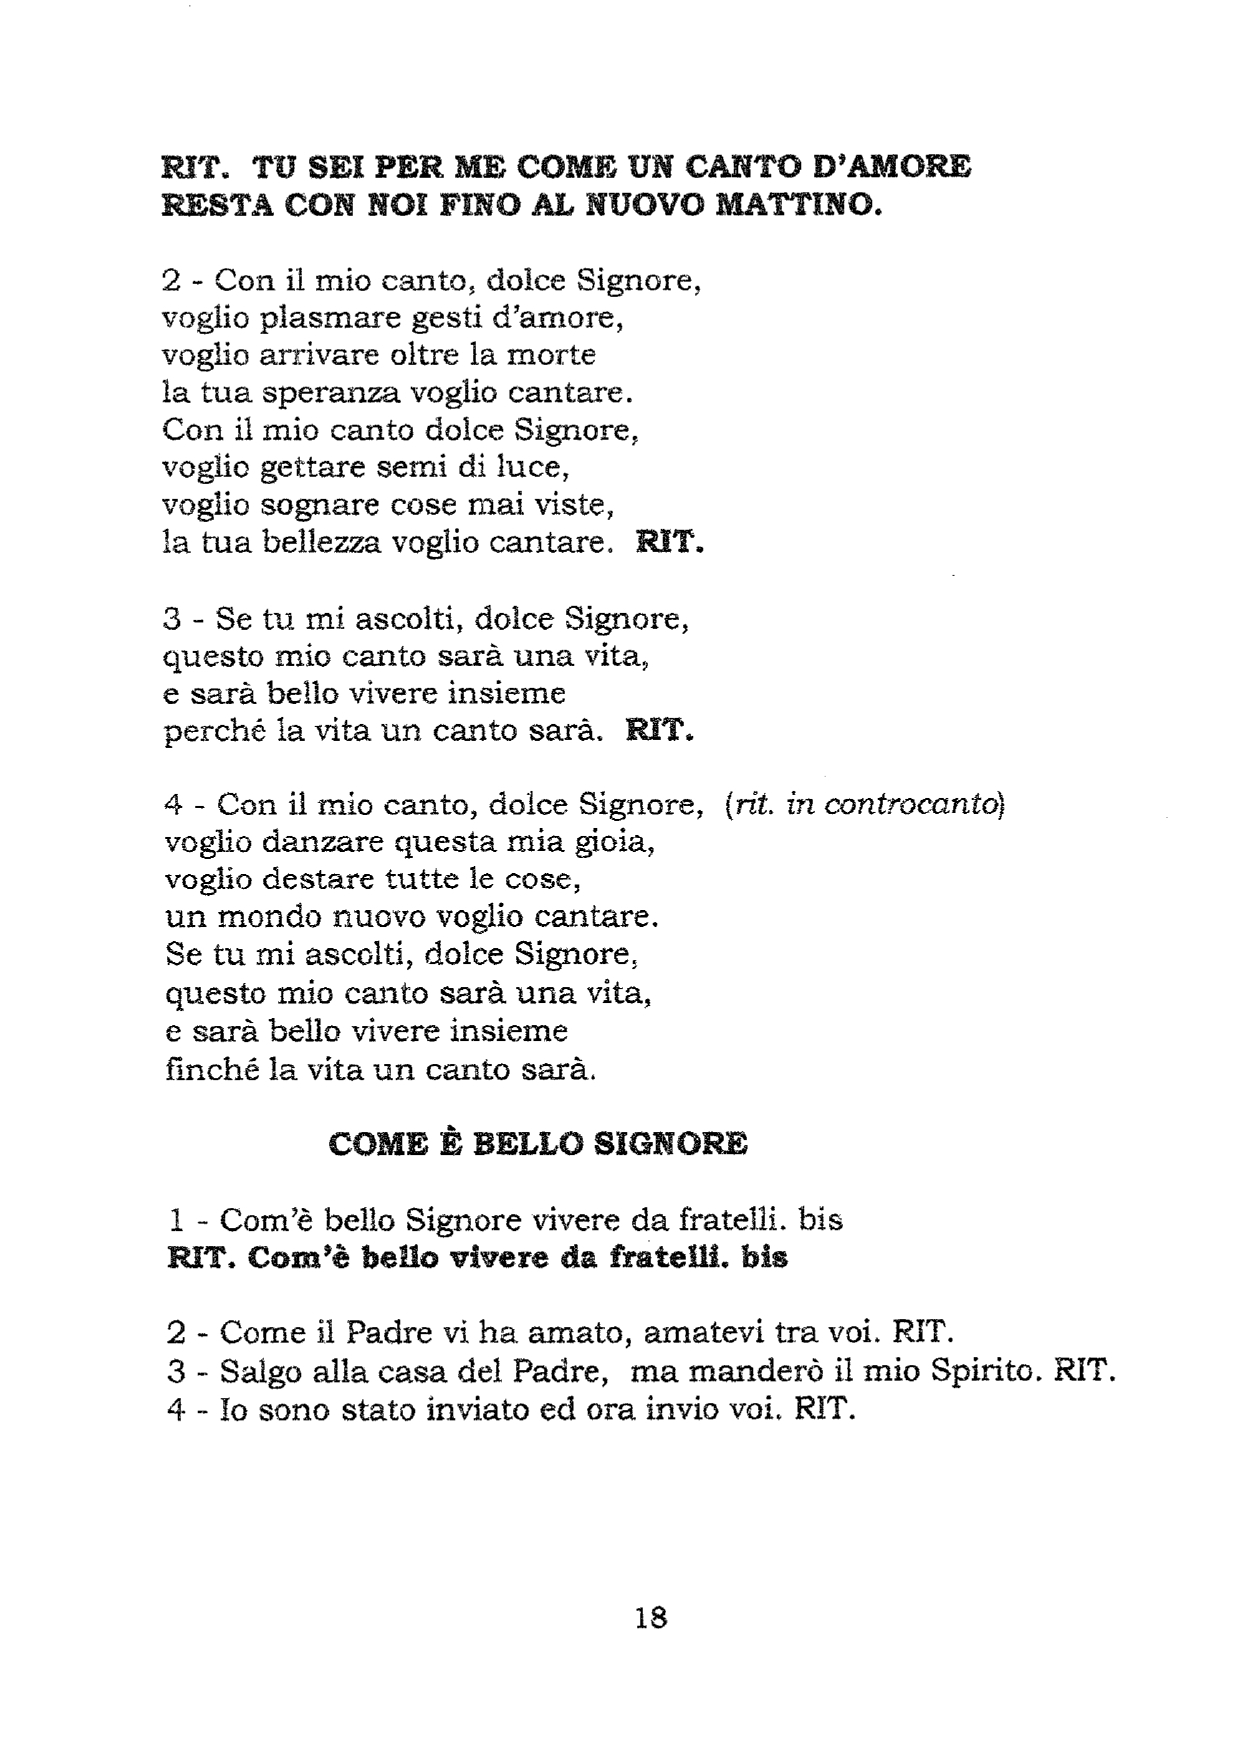 RIT. TU SEI PER ME COME UN CANTO D'AMORE
RESTA CON NOI FINO AL NUOVO MATTINO.
2 - Con il mio canto, dolce Signore,
voglio plasmare gesti d'amore,
voglio arrivare oltre la morte
la tua speranza voglio cantare.
Con il mio canto dolce Signore,
voglio gettare semi di luce,
voglio sognare cose mai viste,
la tua bellezza voglio cantare. RIT.
3 - Se tu mi ascolti, dolce Signore,
questo mio canto sarà una vita,
e sarà bello vivere insieme
perché la vita un canto sarà. RIT.
4 - Con il mio canto, dolce Signore, (rit. in controcanto)
voglio danzare questa mia gioia,
voglio destare tutte le cose,
un mondo nuovo voglio cantare.
Se tu mi ascolti, dolce Signore,
questo mio canto sarà una vita,
e sarà bello vivere insieme
finché la vita un canto sarà.
COME È BELLO SIGNORE
1 - Com'è bello Signore vivere da fratelli. bis
RIT. Com'è bello vivere da fratelli. bis
2 - Come il Padre vi ha amato, amatevi tra voi. RIT.
3 - Salgo alla casa del Padre, ma manderò il mio Spirito. RIT.
4 - Io sono stato inviato ed ora invio voi. RIT.
18